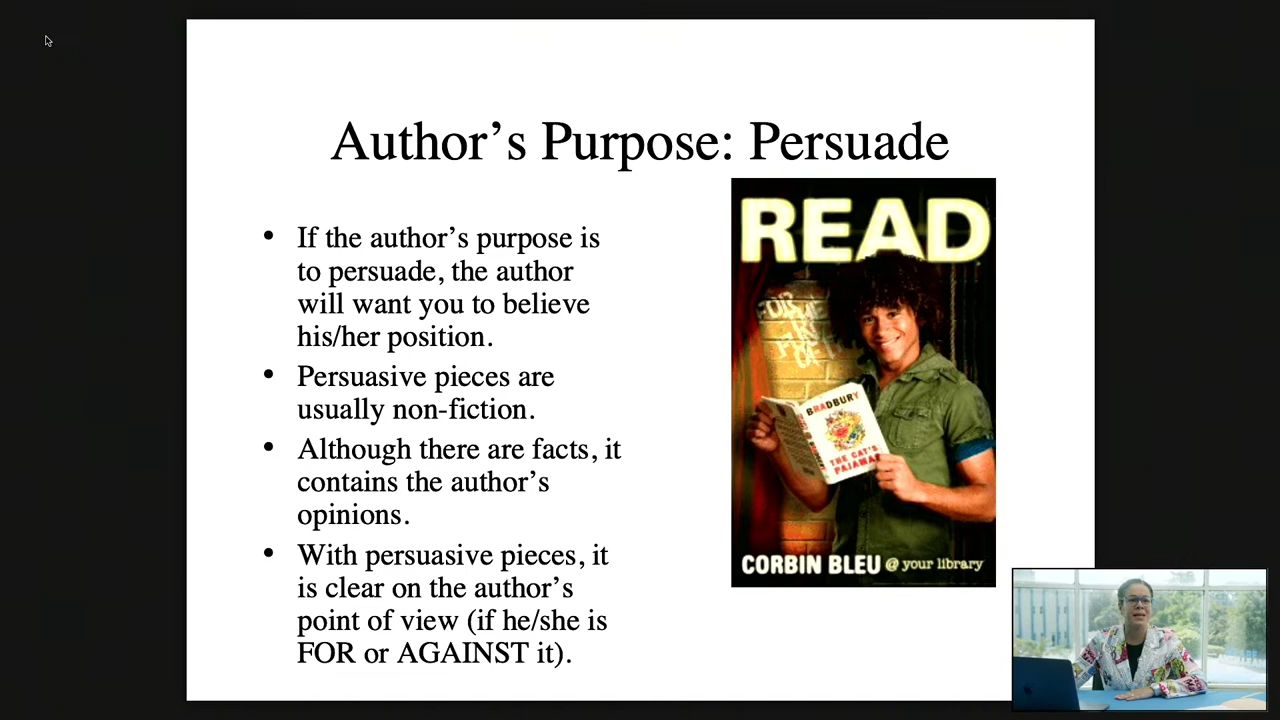 Author’s Purpose: Persuade
• If the author’s purpose is
to persuade, the author
will want you to believe
his/her position.
• Persuasive pieces are
usually non-fiction.
• Although there are facts, it
contains the author’s
opinions.
• With persuasive pieces, it
is clear on the author’s
point of view (if he/she is
FOR or AGAINST it).
READ
BRADBURY
THE CAT'S
PAJAMAS
CORBIN BLEU @ your library